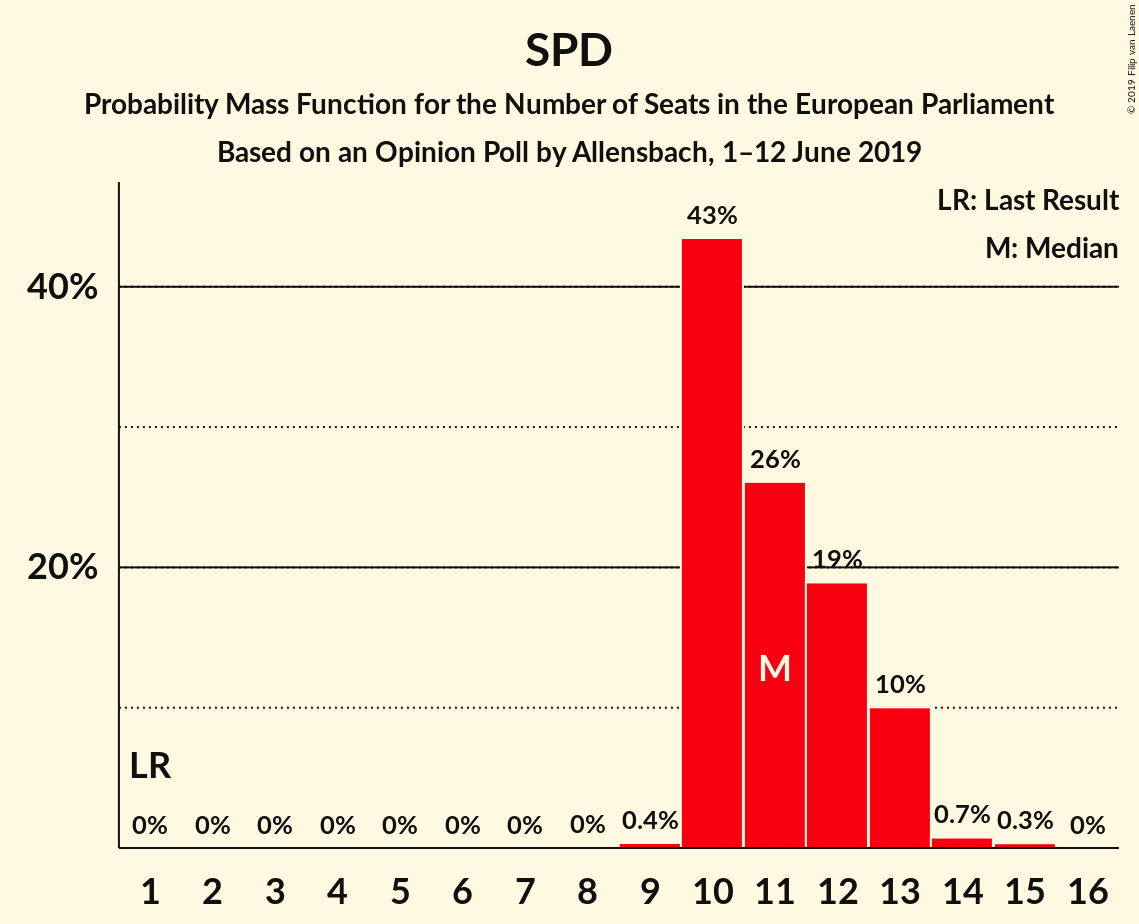 SPD
Probability Mass Function for the Number of Seats in the European Parliament
Based on an Opinion Poll by Allensbach, 1–12 June 2019
© 2019 Filip van Laenen
LR: Last Result
M: Median
40%
20%
43%
26%
19%
10%
M
LR
0% 0% 0% 0% 0% 0% 0% 0% 0.4% 0.7% 0.3% 0%
1 2 3 4 5 6 7 8 9 10 11 12 13 14 15 16